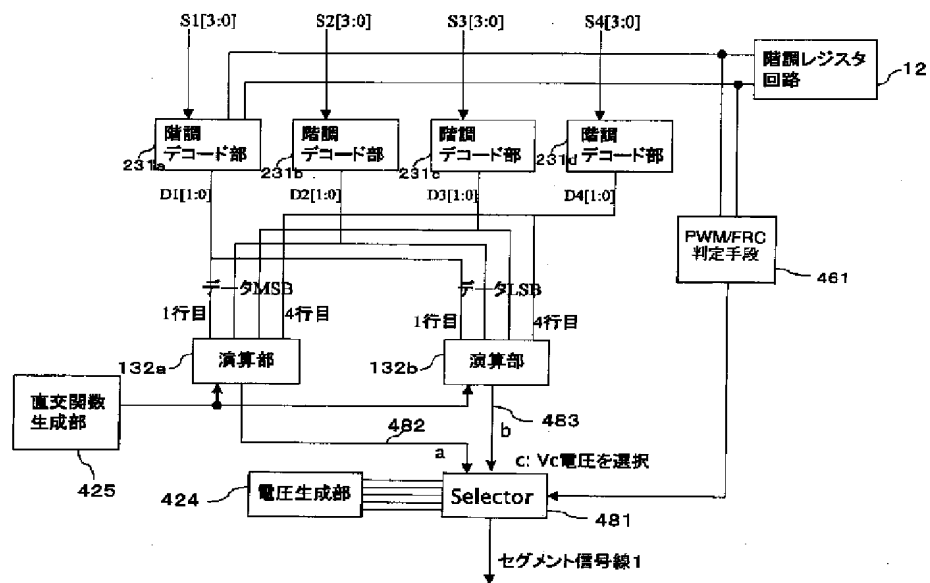 S1[3:0]
S2[3:0]
S3[3:0]
S4[3:0]
階調レジスタ
回路
12
階調
デコード部
231a
階調
デコード部
231b
階調
デコード部
231c
階調
デコード部
231d
D1[1:0]
D2[1:0]
D3[1:0]
D4[1:0]
PWM/FRC
判定手段
461
データMSB
データLSB
1行目
4行目
1行目
4行目
132a
演算部
132b
演算部
直交関数
生成部
425
482
483
a
b
c: Vc電圧を選択
424
電圧生成部
Selector
481
セグメント信号線1